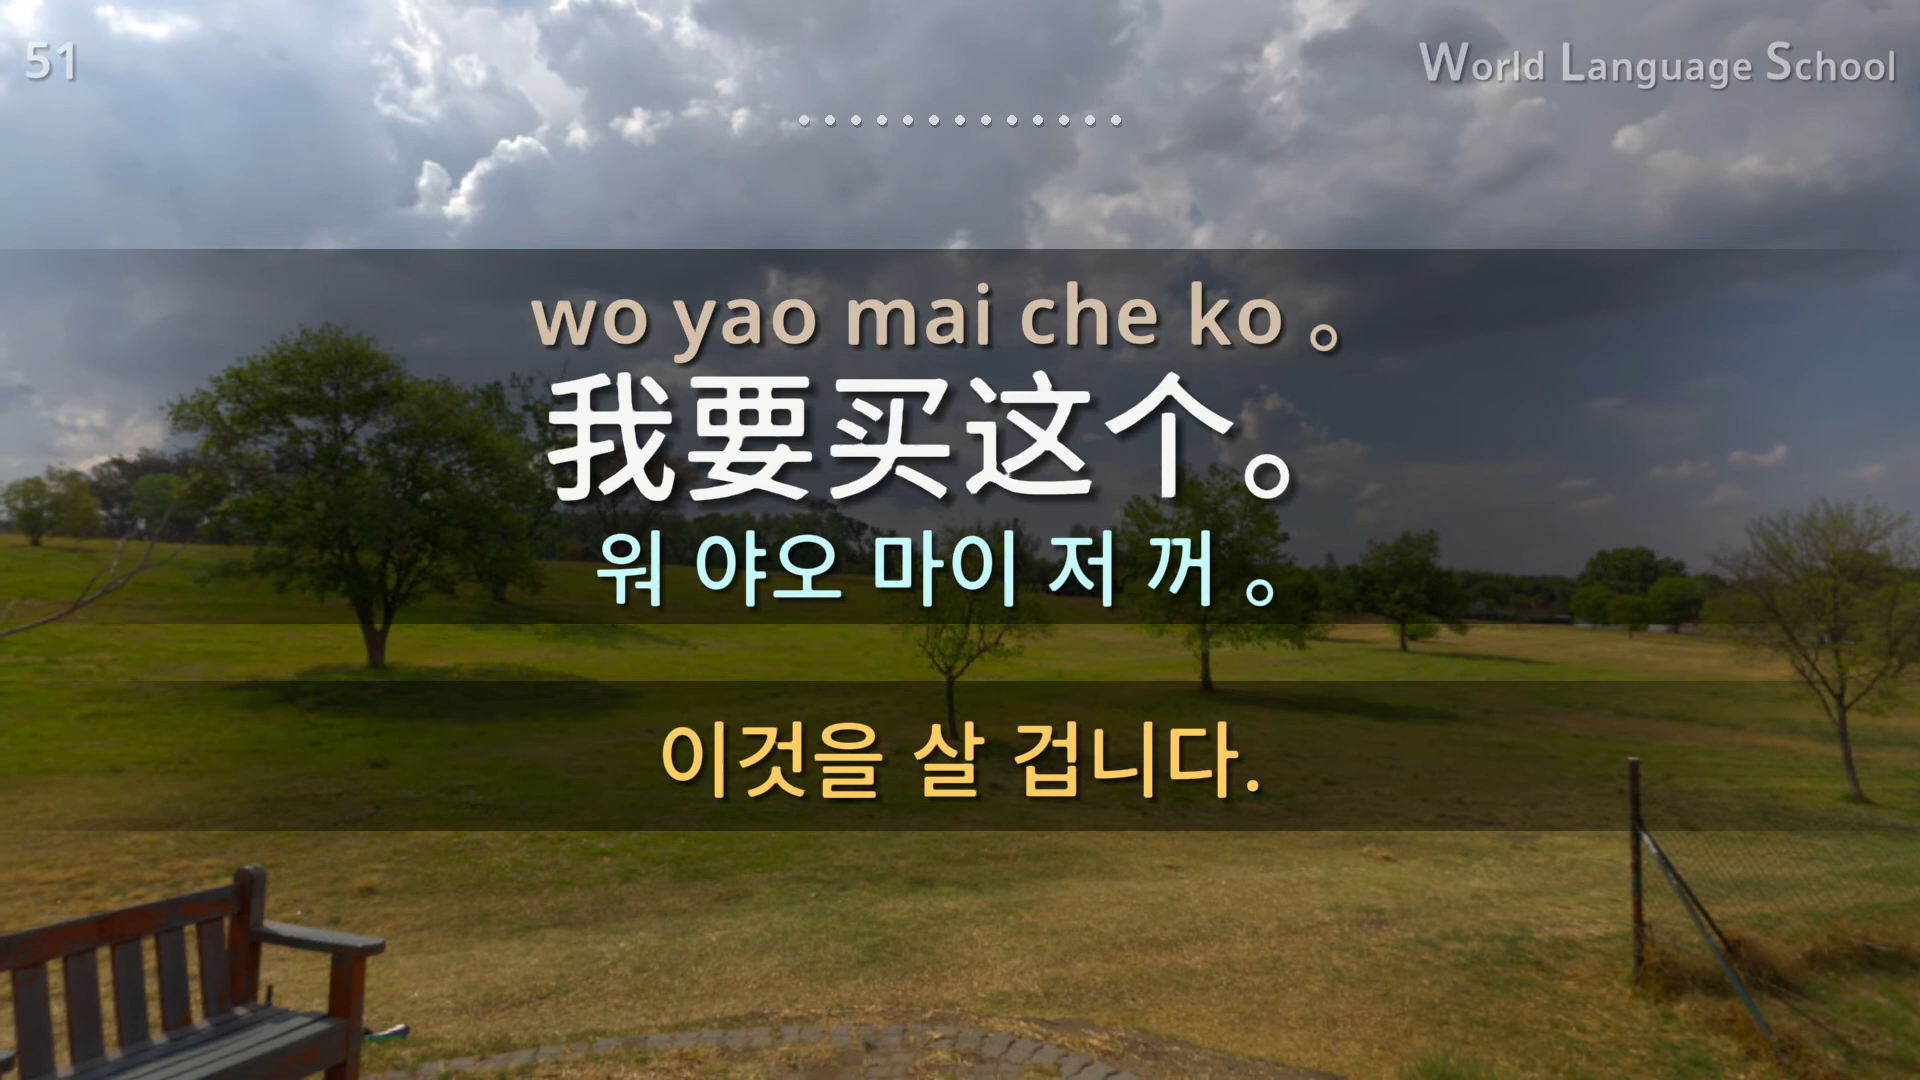 51
World Language School
wo yao mai che ko 。
我要买这个。
워 야오 마이 저 꺼 。
이것을 살 겁니다.